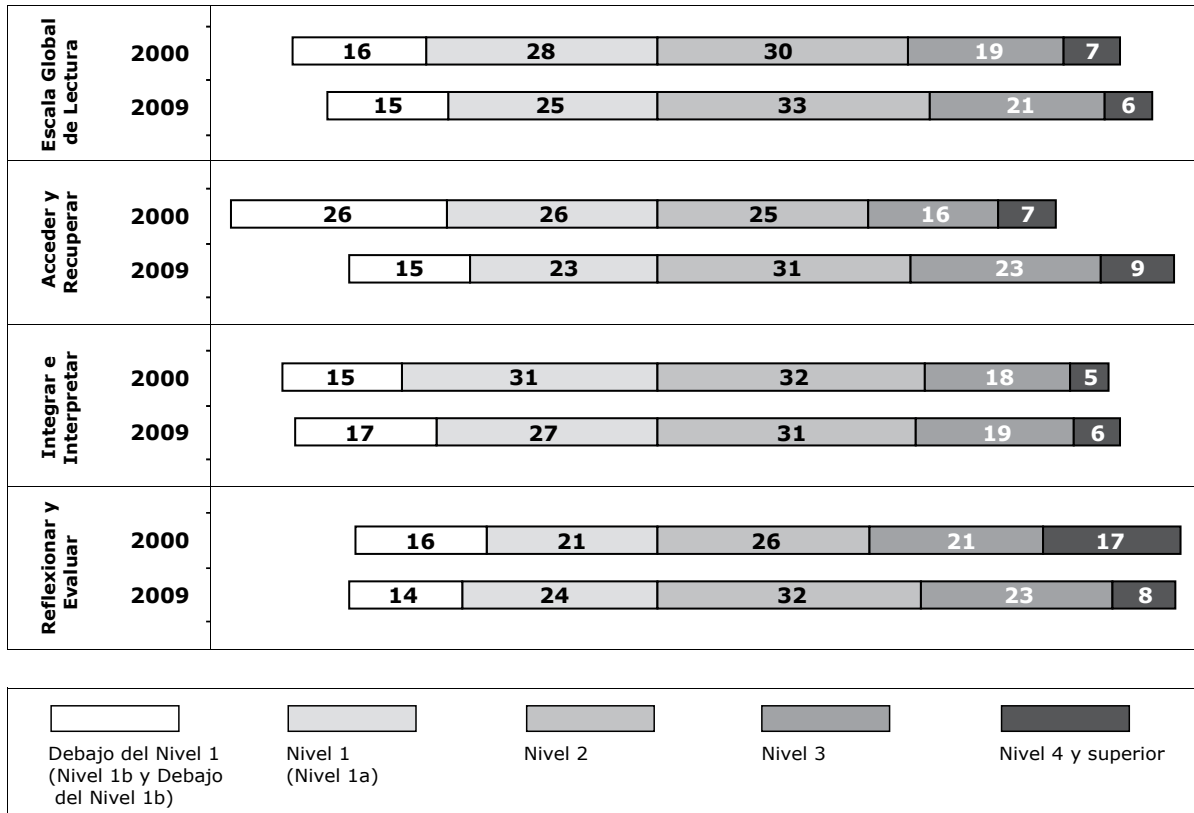 Escala Global
de Lectura
2000
16 28 30 19 7
2009
15 25 33 21 6
Acceder y
Recuperar
2000
26 26 25 16 7
2009
15 23 31 23 9
Integrar e
Interpretar
2000
15 31 32 18 5
2009
17 27 31 19 6
Reflexionar y
Evaluar
2000
16 21 26 21 17
2009
14 24 32 23 8
Debajo del Nivel 1
(Nivel 1b y Debajo
del Nivel 1b)
Nivel 1
(Nivel 1a)
Nivel 2
Nivel 3
Nivel 4 y superior